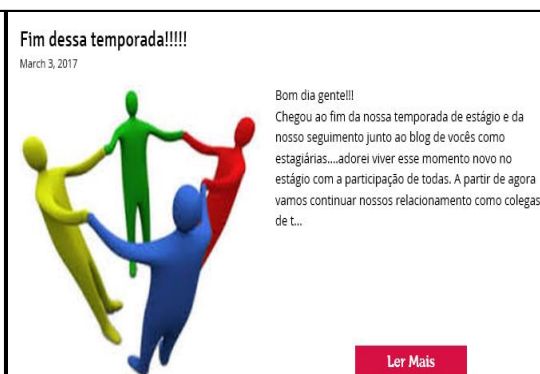 Fim dessa temporada!!!!!
March 3, 2017
Bom dia gente!!!
Chegou ao fim da nossa temporada de estágio e da
nosso seguimento junto ao blog de vocês como
estagiárias....adorei viver esse momento novo no
estágio com a participação de todas. A partir de agora
vamos continuar nossos relacionamento como colegas
de t...
Ler Mais